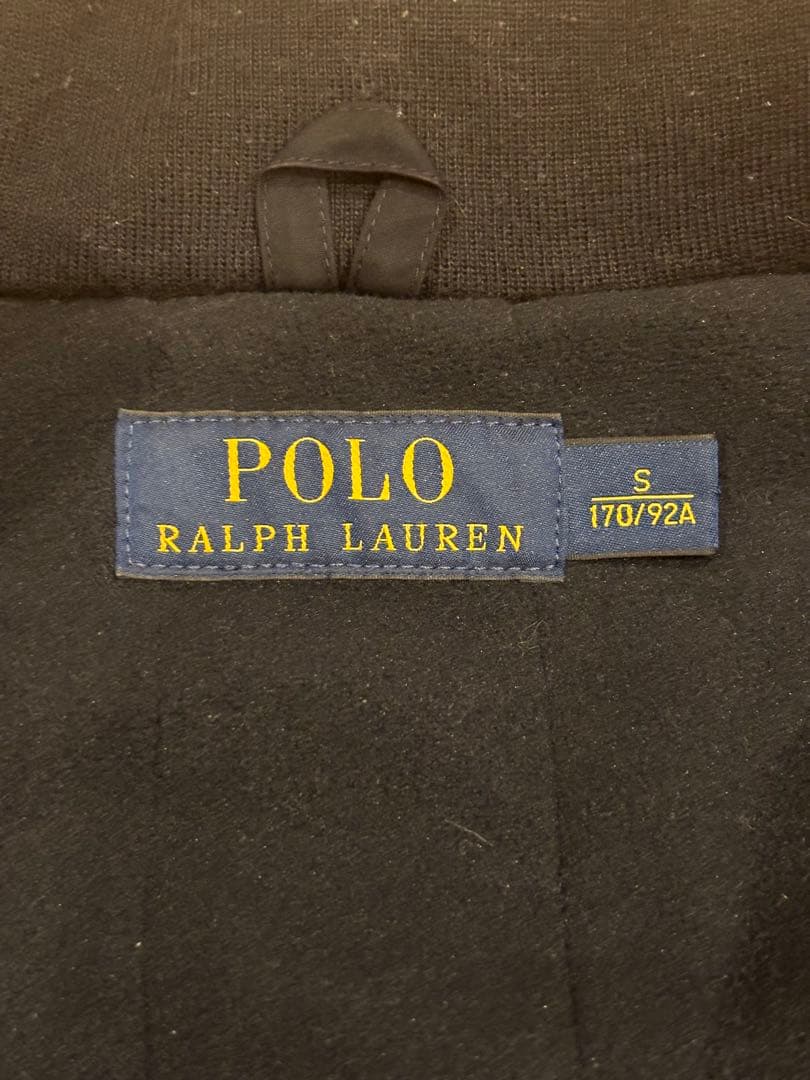 POLO
RALPH LAUREN
S
170/92A